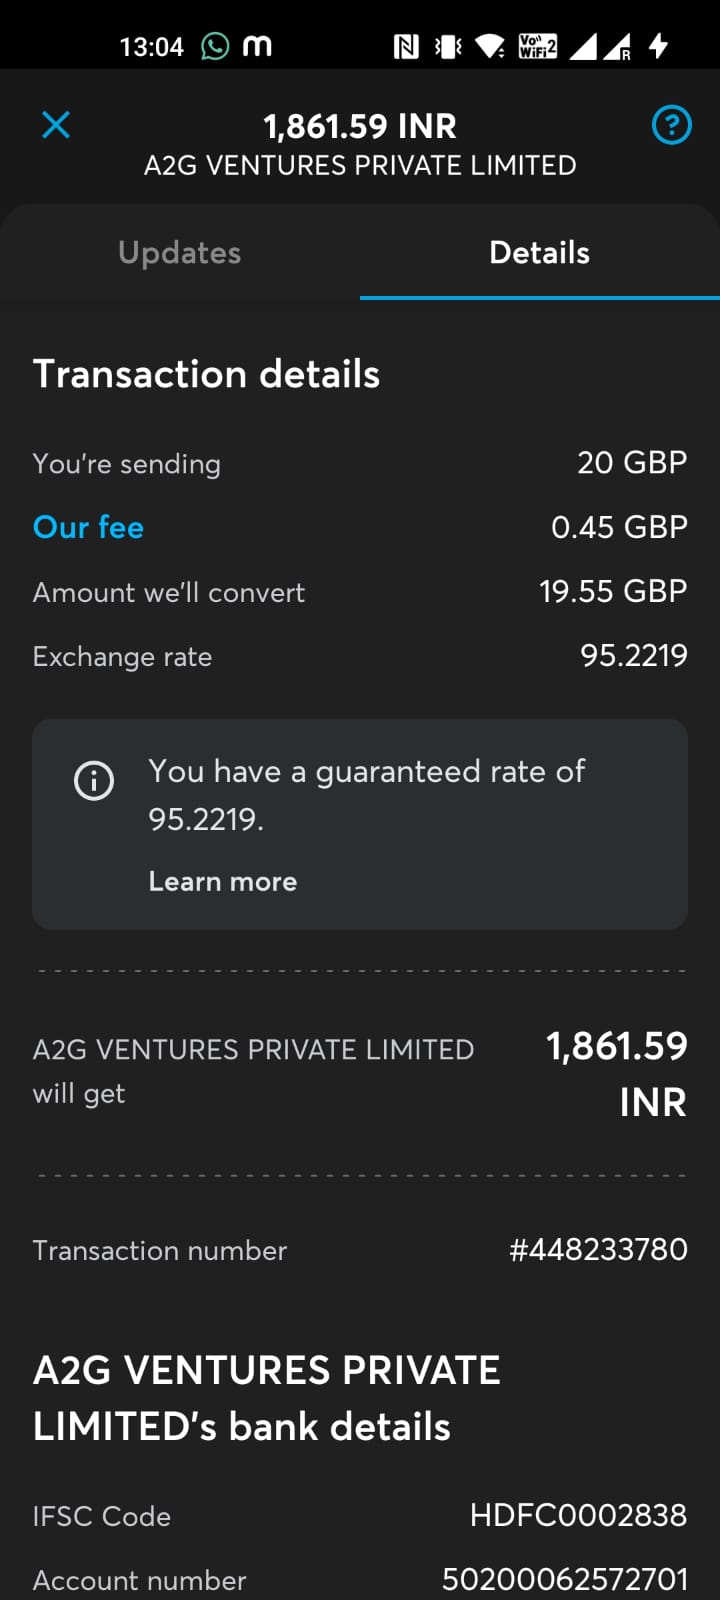 13:04
Vo))
WiFi2
R
1,861.59 INR
A2G VENTURES PRIVATE LIMITED
Updates Details
Transaction details
You're sending 20 GBP
Our fee 0.45 GBP
Amount we'll convert 19.55 GBP
Exchange rate 95.2219
You have a guaranteed rate of
95.2219.
Learn more
A2G VENTURES PRIVATE LIMITED 1,861.59
will get INR
Transaction number #448233780
A2G VENTURES PRIVATE
LIMITED's bank details
IFSC Code HDFC0002838
Account number 50200062572701